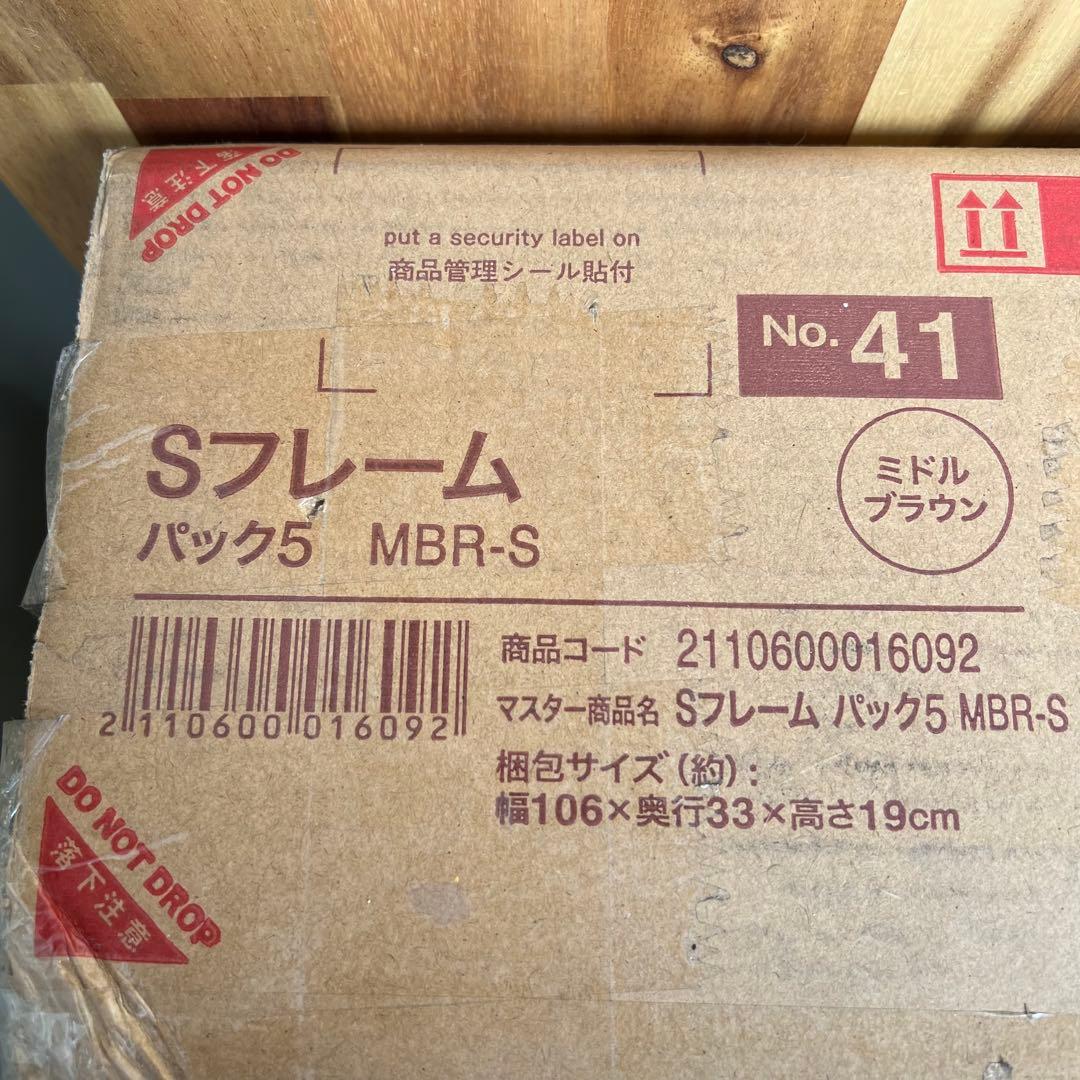 DO NOT DROP
落下注意
put a security label on
商品管理シール貼付
No. 41
Sフレーム
ミドル
ブラウン
パック5 MBR-S
商品コード 2110600016092
マスター商品名 Sフレーム パック5 MBR-S
2110600016092
梱包サイズ(約):
幅106×奥行33×高さ19cm
DO NOT DROP
落下注意